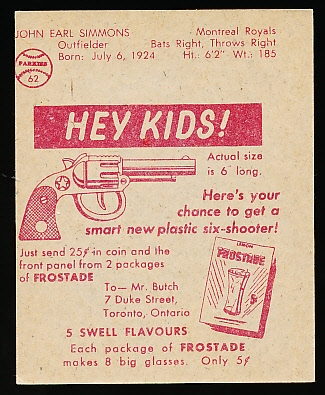 JOHN EARL SIMMONS Montreal Royals
Outfielder Bats Right, Throws Right
Born: July 6, 1924 Ht.: 6'2" Wt.: 185
PARKIES
62
HEY KIDS!
Actual size
is 6" long.
Here's your
chance to get a
smart new plastic six-shooter!
Just send 25¢ in coin and the
front panel from 2 packages
of FROSTADE
To— Mr. Butch
7 Duke Street,
Toronto, Ontario
LEMON
FROSTADE
5¢
5 SWELL FLAVOURS
Each package of FROSTADE
makes 8 big glasses. Only 5¢